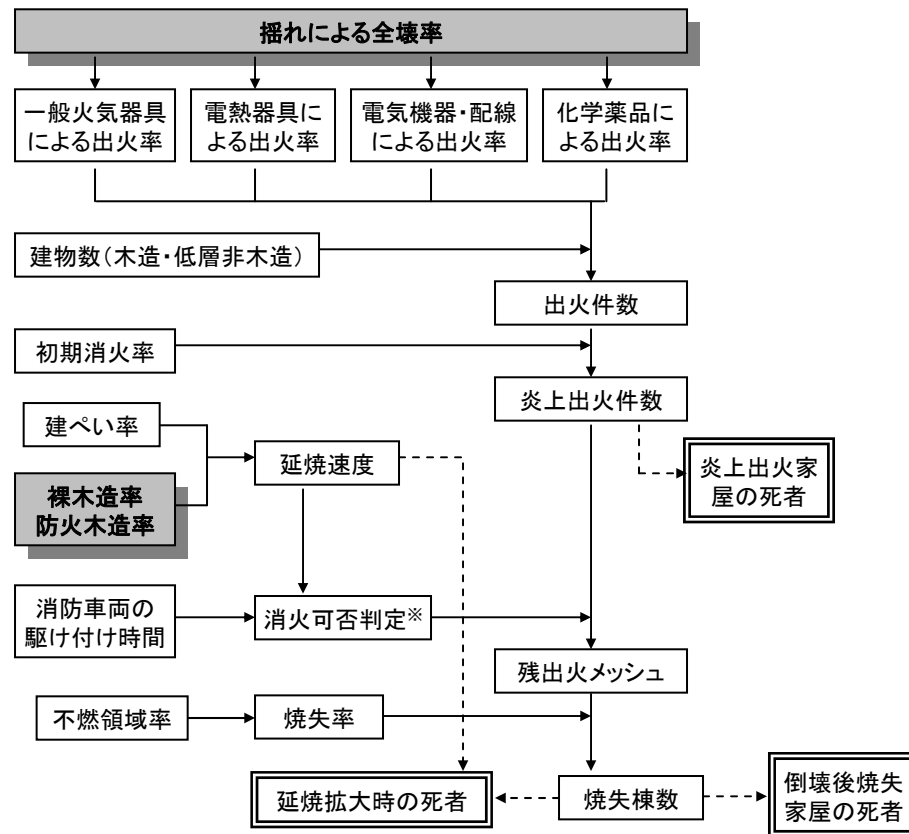 揺れによる全壊率
一般火気器具
による出火率
電熱器具に
よる出火率
電気機器・配線
による出火率
化学薬品に
よる出火率
建物数（木造・低層非木造）
出火件数
初期消火率
炎上出火件数
建ぺい率
延焼速度
炎上出火家
屋の死者
裸木造率
防火木造率
消防車両の
駆け付け時間
消火可否判定※
残出火メッシュ
不燃領域率
焼失率
延焼拡大時の死者
焼失棟数
倒壊後焼失
家屋の死者